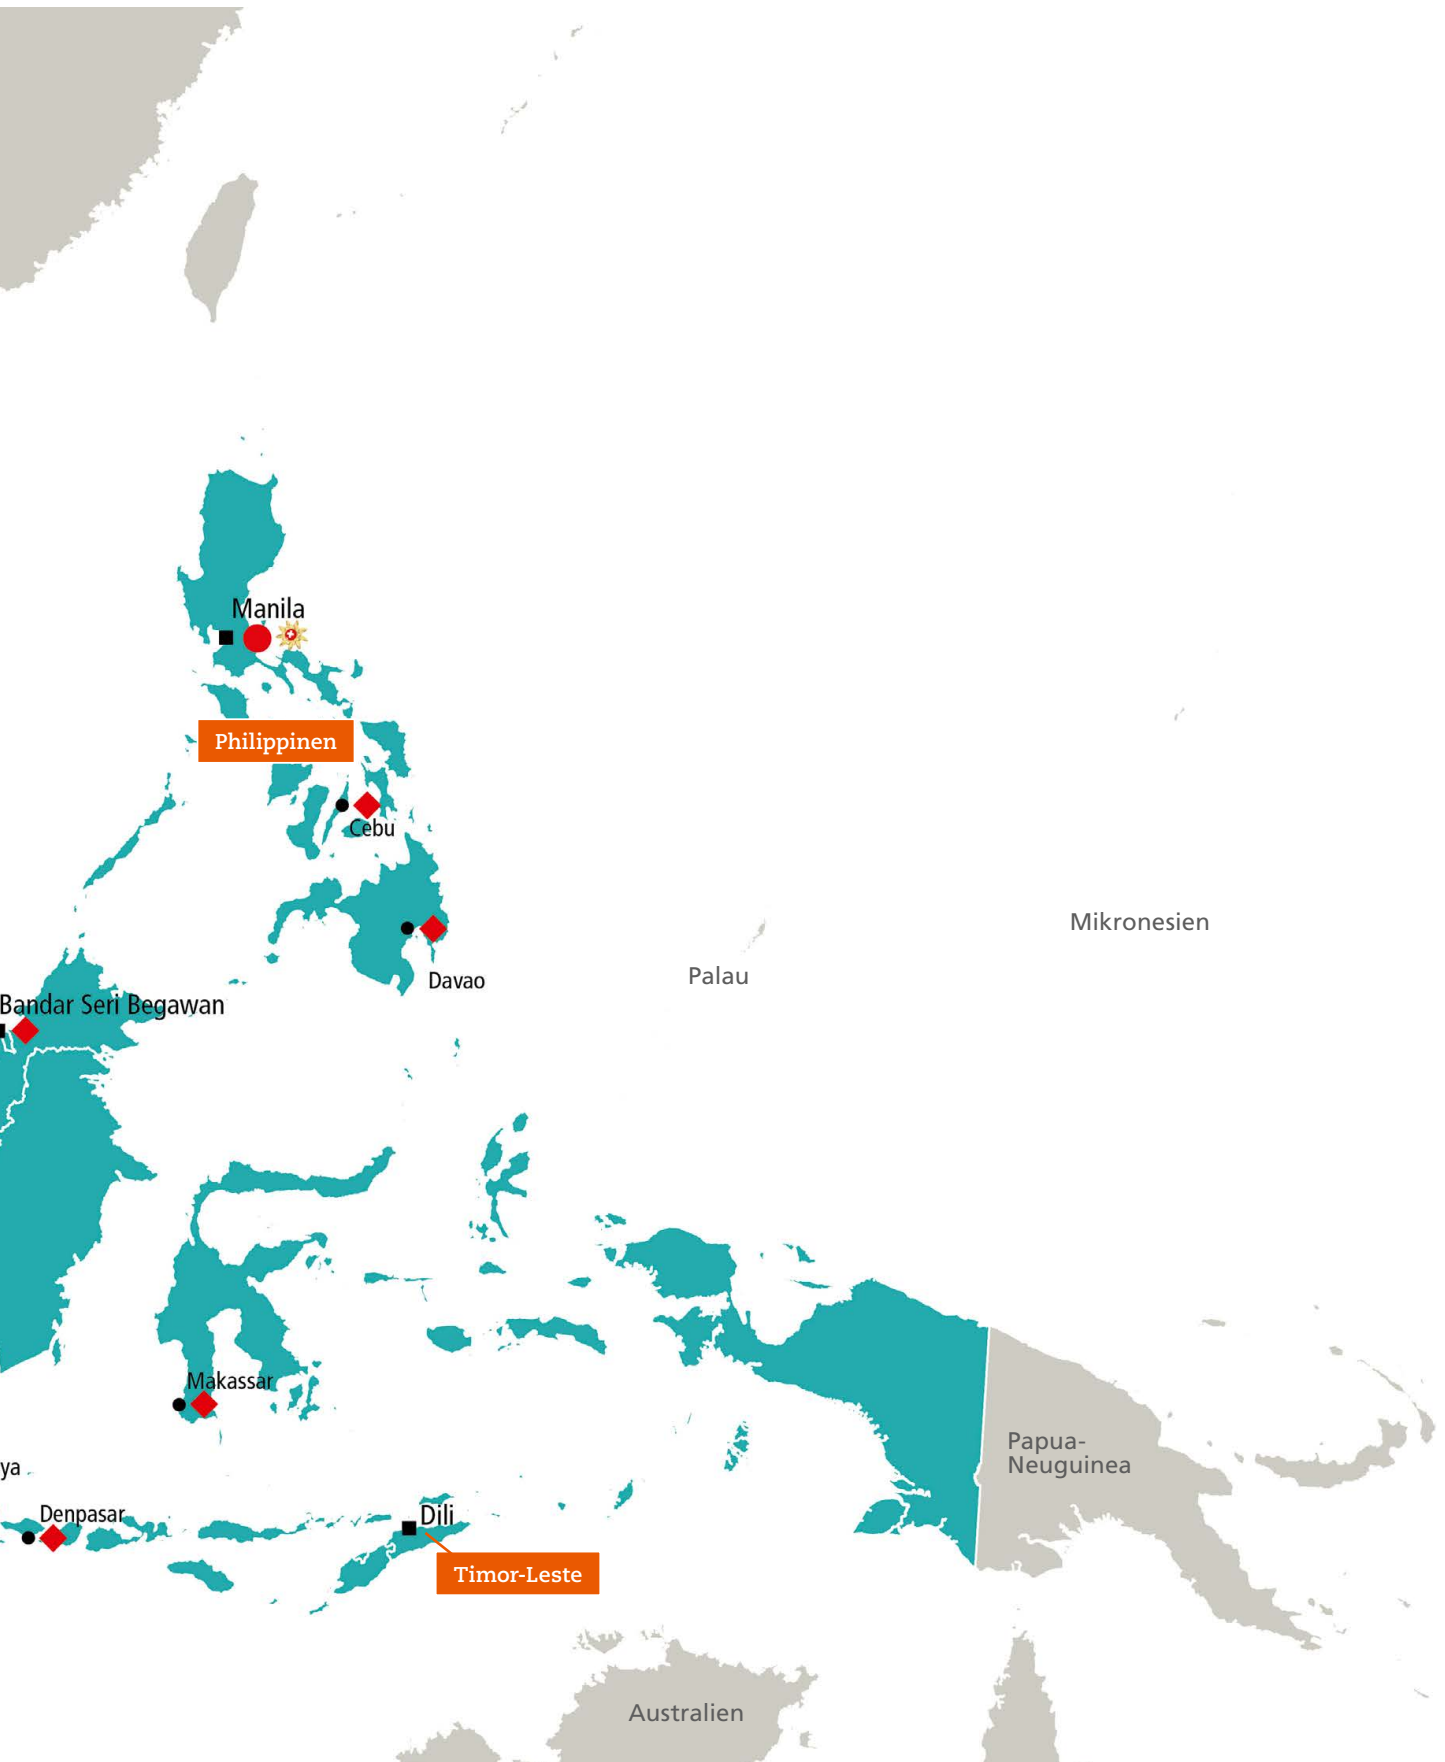 Manila
Philippinen
Cebu
Mikronesien
Palau
Davao
Bandar Seri Begawan
Makassar
Papua-
Neuguinea
ya
Denpasar
Dili
Timor-Leste
Australien